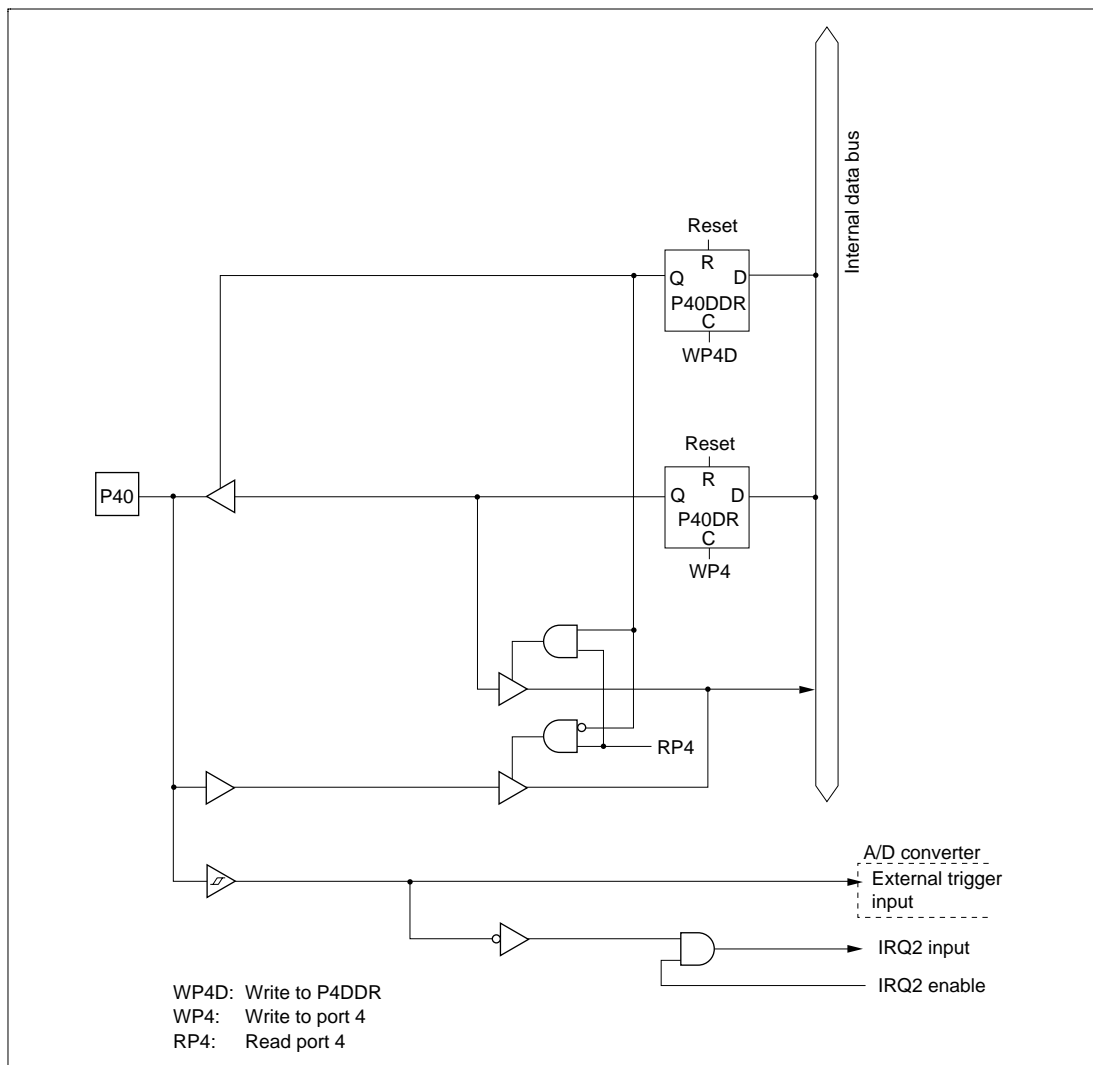 Internal data bus
Reset
R
Q D
P40DDR
C
WP4D
Reset
R
P40
Q D
P40DR
C
WP4
RP4
A/D converter
External trigger
input
IRQ2 input
IRQ2 enable
WP4D: Write to P4DDR
WP4: Write to port 4
RP4: Read port 4